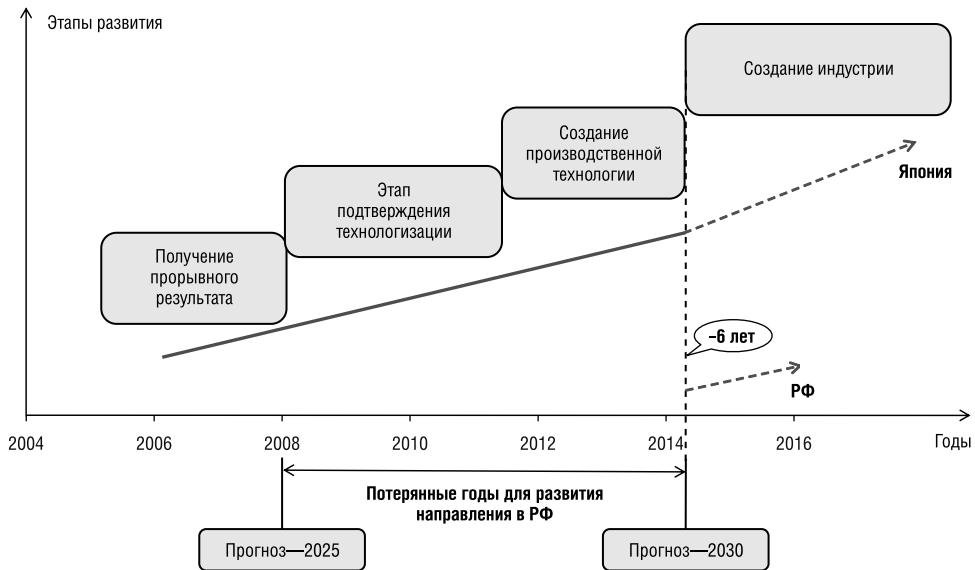 Этапы развития
Создание индустрии
Создание
производственной
технологии
Япония
Этап
подтверждения
технологизации
Получение
прорывного
результата
–6 лет
РФ
2004
2006
2008
2010
2012
2014
2016
Годы
Потерянные годы для развития
направления в РФ
Прогноз—2025
Прогноз—2030